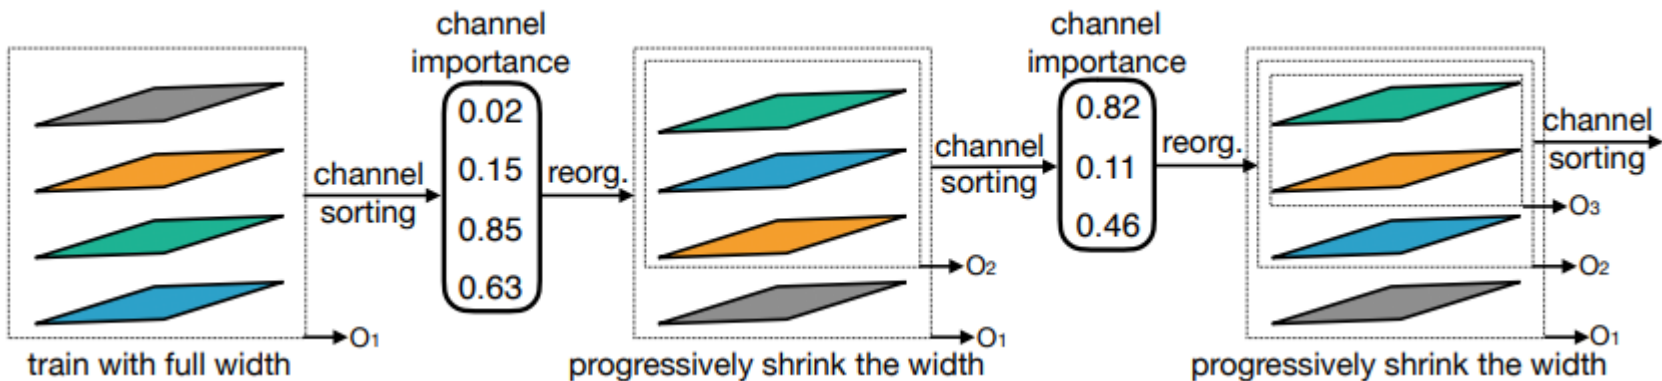 channel
importance
0.02
0.15
0.85
0.63
channel
sorting
reorg.
O1
train with full width
O2
O1
progressively shrink the width
channel
sorting
channel
importance
0.82
0.11
0.46
reorg.
O3
O2
O1
channel
sorting
progressively shrink the width